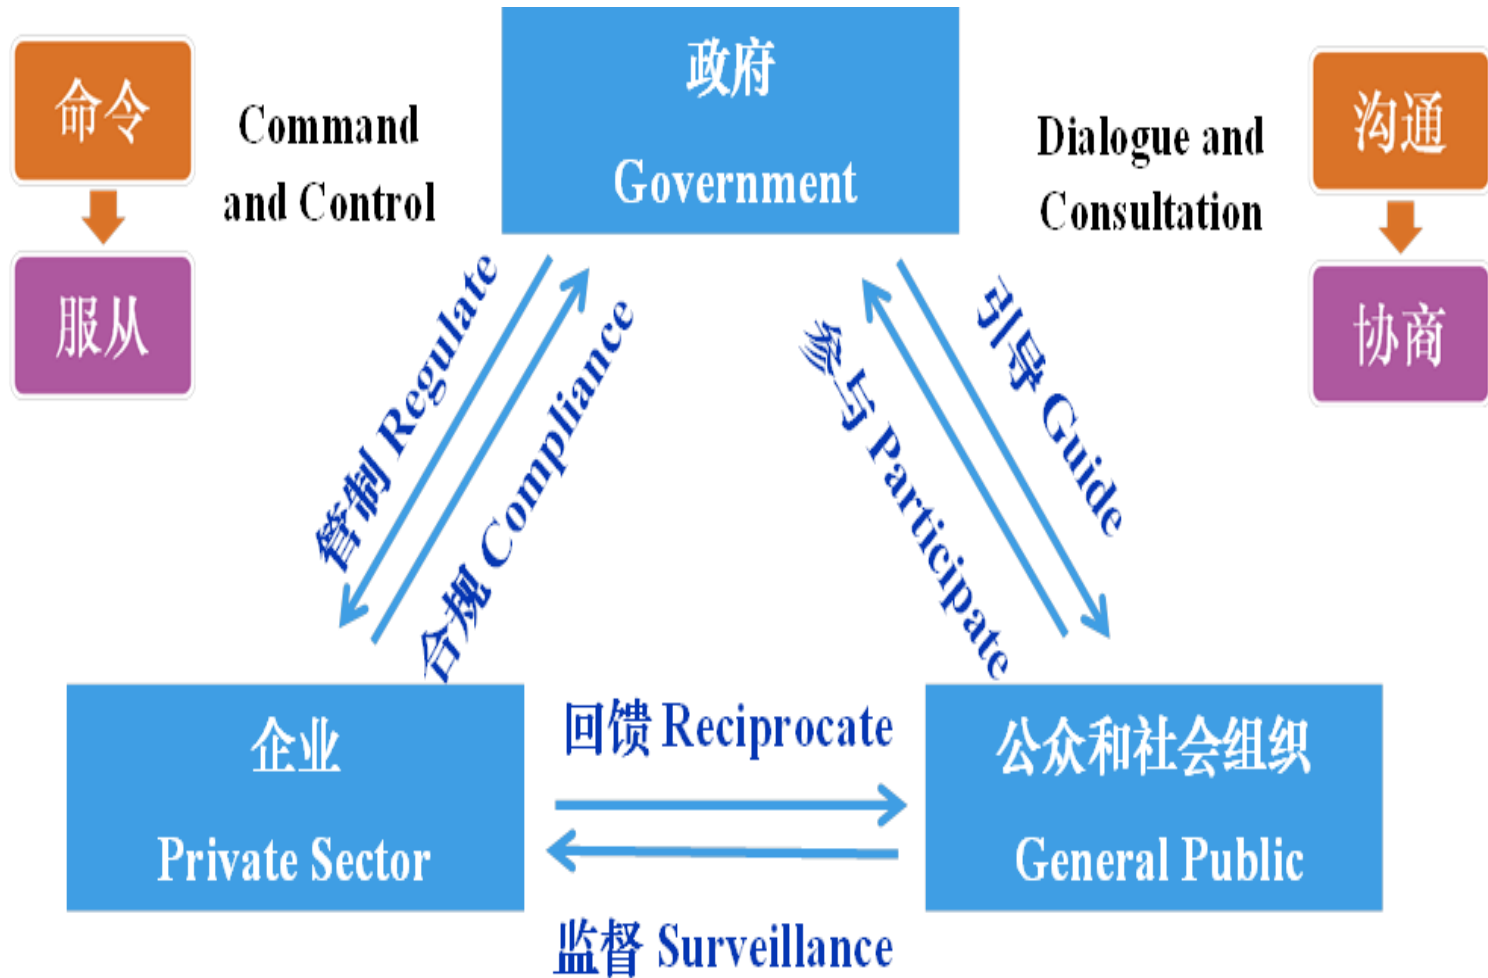 政府
Government
命令
服从
Command
and Control
Dialogue and
Consultation
沟通
协商
管制 Regulate
合规 Compliance
参与 Participate
引导 Guide
企业
Private Sector
回馈 Reciprocate
监督 Surveillance
公众和社会组织
General Public